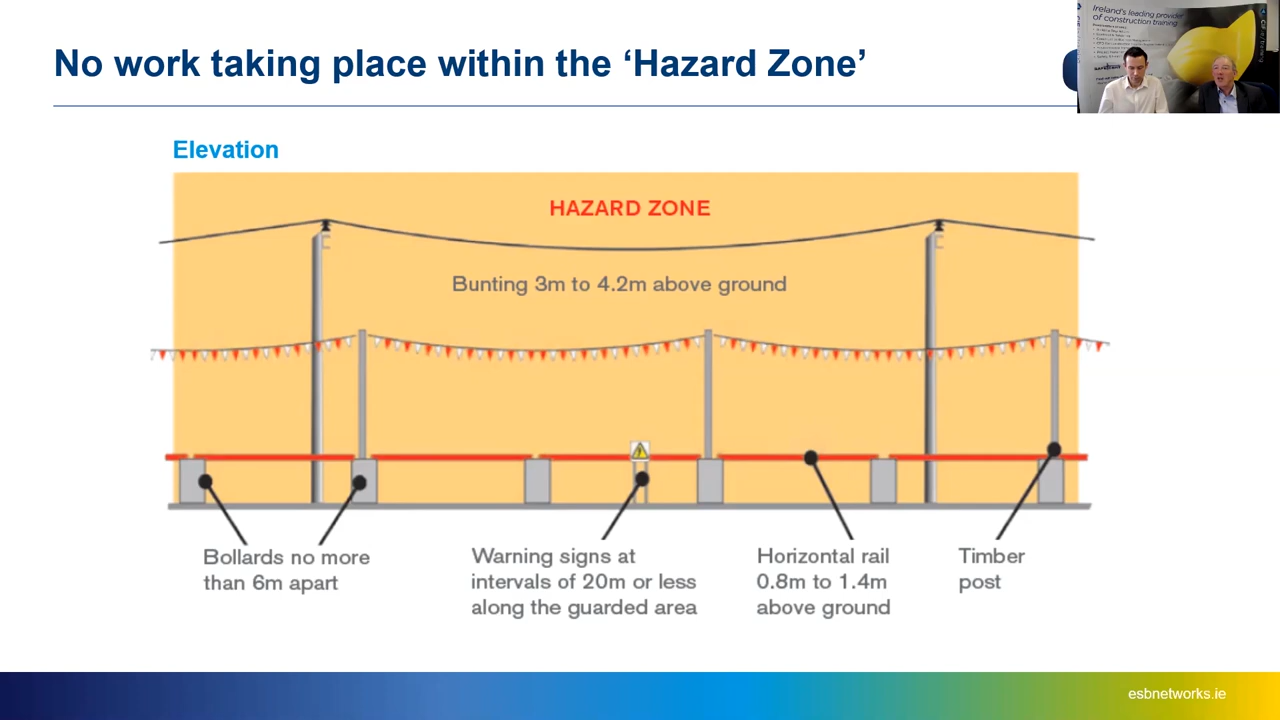 No work taking place within the ‘Hazard Zone’
Ireland's leading provider
of construction training
Elevation
HAZARD ZONE
Bunting 3m to 4.2m above ground
Bollards no more
than 6m apart
Warning signs at
intervals of 20m or less
along the guarded area
Horizontal rail
0.8m to 1.4m
above ground
Timber
post
esbnetworks.ie